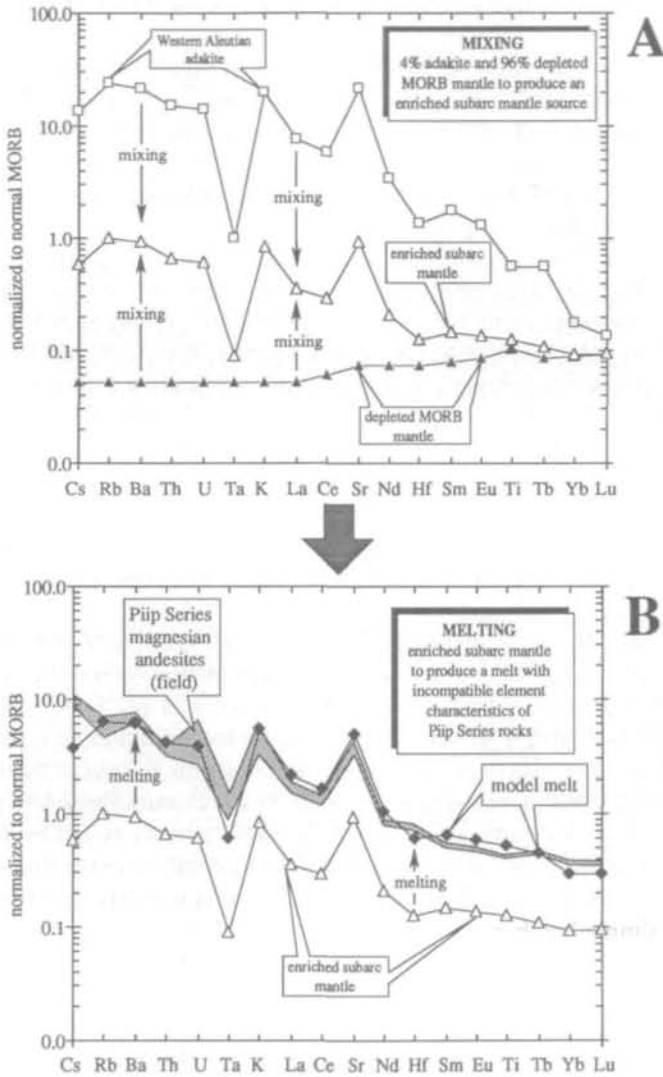 100.0
10.0
1.0
0.1
0.0
normalized to normal MORB
Western Aleutian
adakite
MIXING
4% adakite and 96% depleted
MORB mantle to produce an
enriched subarc mantle source
A
mixing
mixing
mixing
mixing
enriched subarc
mantle
depleted MORB
mantle
Cs Rb Ba Th U Ta K La Ce Sr Nd Hf Sm Eu Ti Tb Yb Lu
100.0
10.0
1.0
0.1
0.0
normalized to normal MORB
Piip Series
magnesian
andesites
(field)
MELTING
enriched subarc mantle
to produce a melt with
incompatible element
characteristics of
Piip Series rocks
B
melting
model melt
melting
enriched subarc
mantle
Cs Rb Ba Th U Ta K La Ce Sr Nd Hf Sm Eu Ti Tb Yb Lu